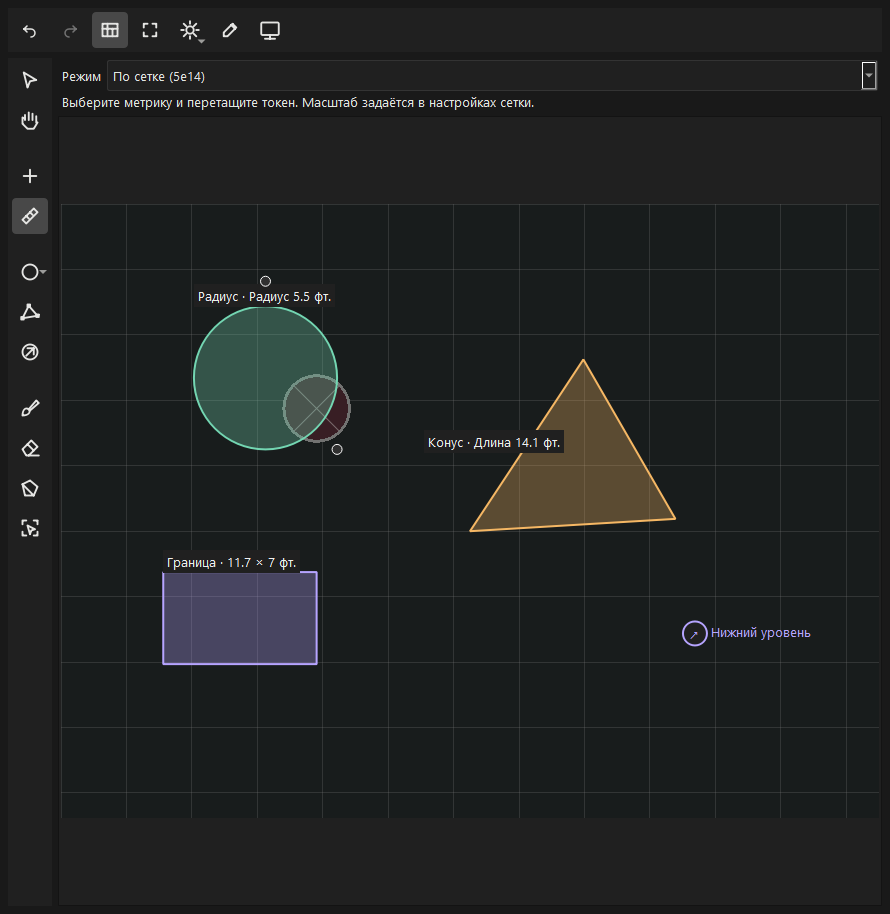 Режим По сетке (5e14)
Выберите метрику и перетащите токен. Масштаб задаётся в настройках сетки.
Радиус · Радиус 5.5 фт.
Конус · Длина 14.1 фт.
Граница · 11.7 × 7 фт.
Нижний уровень